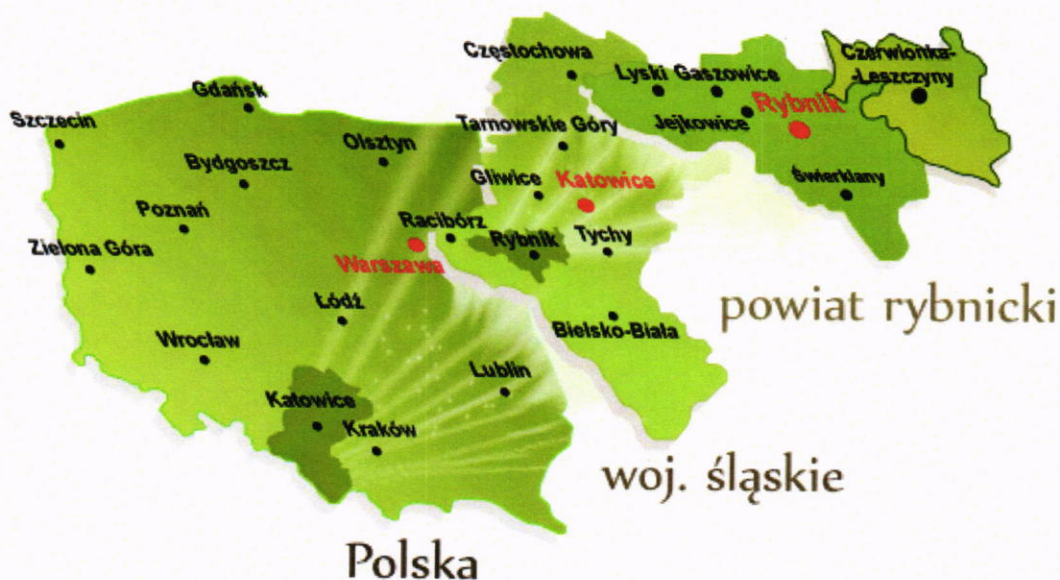 Szczecin
Gdańsk
Olsztyn
Bydgoszcz
Poznań
Zielona Góra
Warszawa
Łódź
Wrocław
Lublin
Katowice
Kraków
Polska
Częstochowa
Tarnowskie Góry
Gliwice
Katowice
Racibórz
Rybnik
Tychy
Bielsko-Biała
woj. śląskie
Lyski
Gaszowice
Jejkowice
Rybnik
Czerwionka-
-Leszczyny
Świerklany
powiat rybnicki